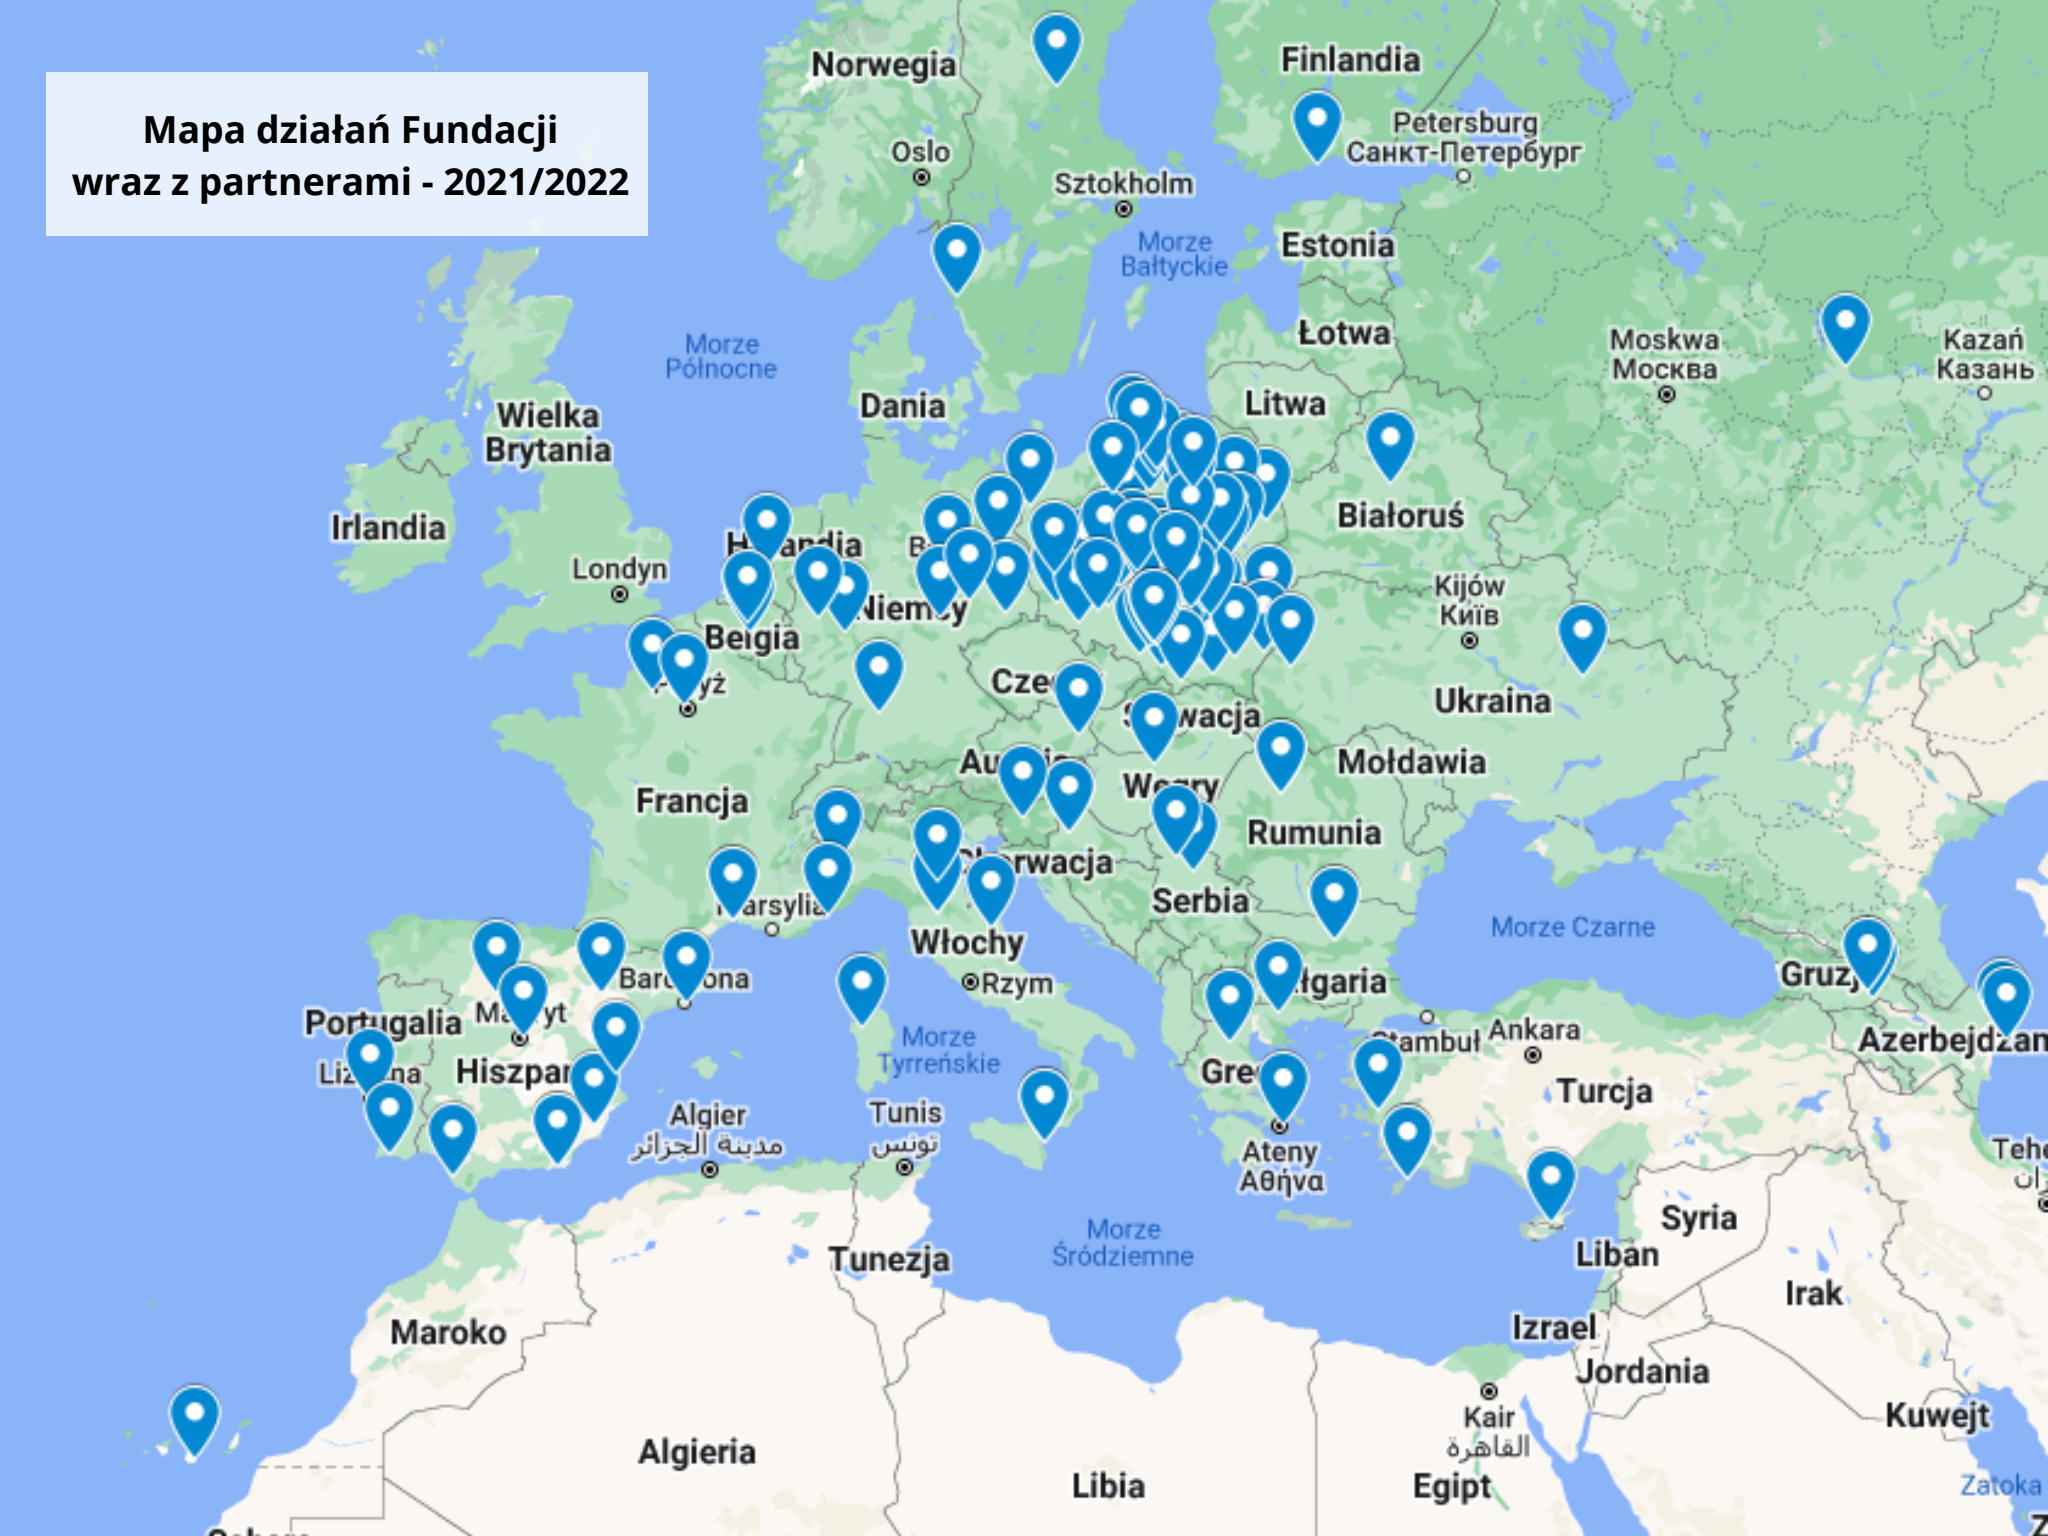 Mapa działań Fundacji
wraz z partnerami - 2021/2022
Norwegia
Finlandia
Petersburg
Санкт-Петербург
Oslo
Sztokholm
Morze
Bałtyckie
Estonia
Łotwa
Moskwa
Москва
Kazań
Казань
Morze
Północne
Dania
Litwa
Wielka
Brytania
Irlandia
Białoruś
Londyn
Kijów
Київ
Belgia
Niemcy
Ukraina
Francja
Węgry
Mołdawia
Rumunia
Serbia
Morze Czarne
Włochy
Rzym
Portugalia
Ankara
Azerbejdżan
Morze
Tyrreńskie
Turcja
Algier
مدينة الجزائر
Tunis
تونس
Ateny
Αθήνα
Morze
Śródziemne
Syria
Liban
Tunezja
Irak
Izrael
Maroko
Jordania
Kair
القاهرة
Kuwejt
Algieria
Libia
Egipt
Zatoka